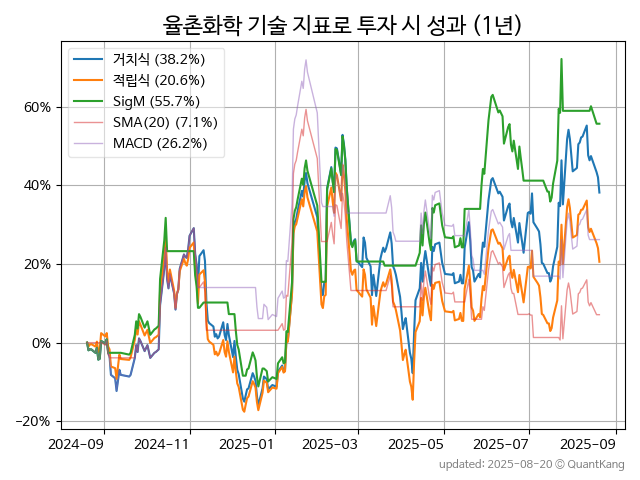 율촌화학 기술 지표로 투자 시 성과 (1년)
거치식 (38.2%)
적립식 (20.6%)
SigM (55.7%)
SMA(20) (7.1%)
MACD (26.2%)
60%
40%
20%
0%
−20%
2024-09 2024-11 2025-01 2025-03 2025-05 2025-07 2025-09
updated: 2025-08-20 © QuantKang